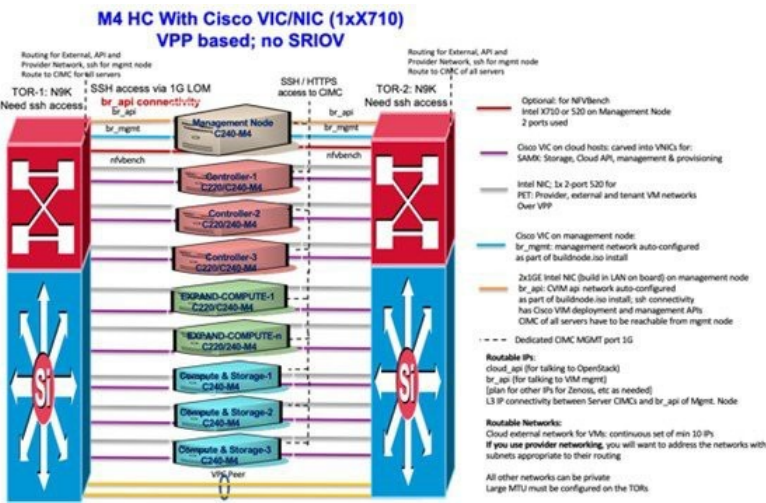 M4 HC With Cisco VIC/NIC (1xX710)
VPP based; no SRIOV
Routing for External, API and
Provider Network, ssh for mgmt node
Route to CIMC for all servers
TOR-1: N9K
Need ssh access
SSH access via 1G LOM
br_api connectivity
SSH / HTTPS
access to CIMC
Routing for External, API and
Provider Network, ssh for mgmt node
Route to CIMC of all servers
TOR-2: N9K
Need ssh access
br_api
br_mgmt
nfvbench
Management Node
C240-M4
br_api
br_mgmt
nfvbench
Controller-1
C220/240-M4
Controller-2
C220/240-M4
Controller-3
C220/C240-M4
EXPAND-COMPUTE-1
C220/C240-M4
EXPAND-COMPUTE-n
C220/240-M4
Compute & Storage-1
C240-M4
Compute & Storage-2
C240-M4
Compute & Storage-3
C240-M4
VPC Peer
Si
Si
Optional: for NFVBench
Intel X710 or 520 on Management Node
2 ports used
Cisco VIC on cloud hosts: carved into VNICs for:
SAMX: Storage, Cloud API, management & provisioning
Intel NIC; 1x 2-port 520 for
PET: Provider, external and tenant VM networks
Over VPP
Cisco VIC on management node:
br_mgmt: management network auto-configured
as part of buildnode.iso install
2x1GE Intel NIC (build in LAN on board) on management node
br_api: CVIM api network auto-configured
as part of buildnode.iso install; ssh connectivity
has Cisco VIM deployment and management APIs
CIMC of all servers have to be reachable from mgmt node
Dedicated CIMC MGMT port 1G
Routable IPs:
cloud_api (for talking to OpenStack)
br_api (for talking to VIM mgmt)
[plan for other IPs for Zenoss, etc as needed]
L3 IP connectivity between Server CIMCs and br_api of Mgmt. Node
Routable Networks:
Cloud external network for VMs: continuous set of min 10 IPs
If you use provider networking, you will want to address the networks with
subnets appropriate to their routing
All other networks can be private
Large MTU must be configured on the TORs